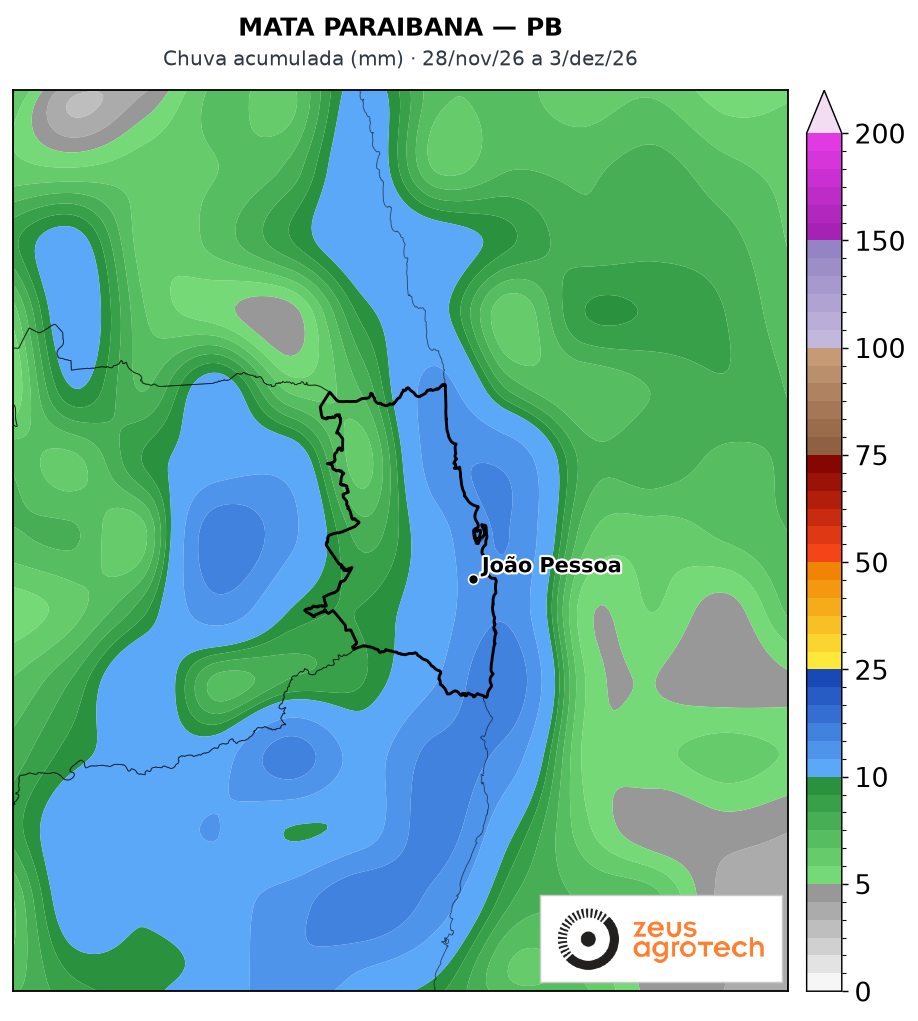 MATA PARAIBANA — PB
Chuva acumulada (mm) · 28/nov/26 a 3/dez/26
200
150
100
75
50
25
10
5
0
João Pessoa
zeus
agrotech